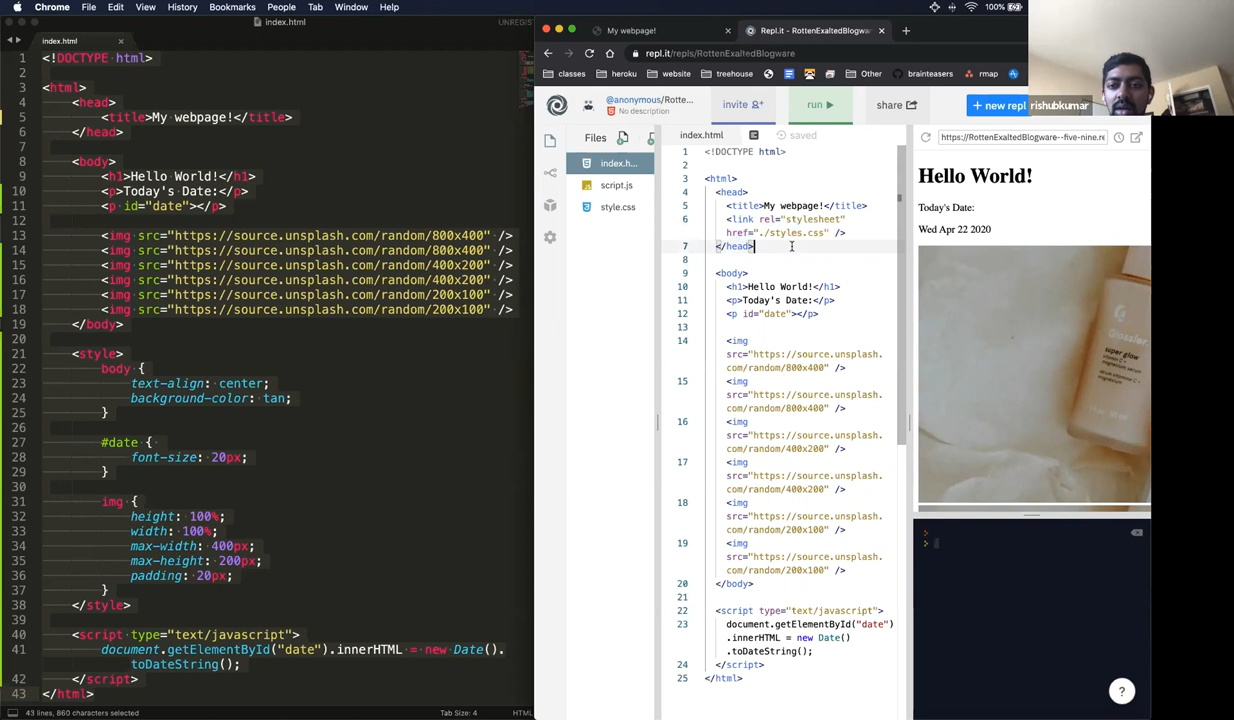 Chrome File Edit View History Bookmarks People Tab Window Help 100%
index.html UNREGIS
index.html ×
1 <!DOCTYPE html>
2
3 <html>
4 <head>
5 <title>My webpage!</title>
6 </head>
7
8 <body>
9 <h1>Hello World!</h1>
10 <p>Today's Date:</p>
11 <p id="date"></p>
12
13 <img src="https://source.unsplash.com/random/800x400" />
14 <img src="https://source.unsplash.com/random/800x400" />
15 <img src="https://source.unsplash.com/random/400x200" />
16 <img src="https://source.unsplash.com/random/400x200" />
17 <img src="https://source.unsplash.com/random/200x100" />
18 <img src="https://source.unsplash.com/random/200x100" />
19 </body>
20
21 <style>
22 body {
23 text-align: center;
24 background-color: tan;
25 }
26
27 #date {
28 font-size: 20px;
29 }
30
31 img {
32 height: 100%;
33 width: 100%;
34 max-width: 400px;
35 max-height: 200px;
36 padding: 20px;
37 }
38 </style>
39
40 <script type="text/javascript">
41 document.getElementById("date").innerHTML = new Date().
toDateString();
42 </script>
43 </html>
43 lines, 860 characters selected Tab Size: 4 HTML
My webpage! × Repl.it - RottenExaltedBlogware × +
repl.it/repls/RottenExaltedBlogware
classes heroku website treehouse Other brainteasers rmap
@anonymous/Rotte...
No description
invite run share + new repl rishubkumar
Files
index.h...
script.js
style.css
index.html saved
1 <!DOCTYPE html>
2
3 <html>
4 <head>
5 <title>My webpage!</title>
6 <link rel="stylesheet"
href="./styles.css" />
7 </head>
8
9 <body>
10 <h1>Hello World!</h1>
11 <p>Today's Date:</p>
12 <p id="date"></p>
13
14 <img
src="https://source.unsplash.
com/random/800x400" />
15 <img
src="https://source.unsplash.
com/random/800x400" />
16 <img
src="https://source.unsplash.
com/random/400x200" />
17 <img
src="https://source.unsplash.
com/random/400x200" />
18 <img
src="https://source.unsplash.
com/random/200x100" />
19 <img
src="https://source.unsplash.
com/random/200x100" />
20 </body>
21
22 <script type="text/javascript">
23 document.getElementById("date")
.innerHTML = new Date()
.toDateString();
24 </script>
25 </html>
https://RottenExaltedBlogware--five-nine.re
Hello World!
Today's Date:
Wed Apr 22 2020
Glossier.
super glow
?